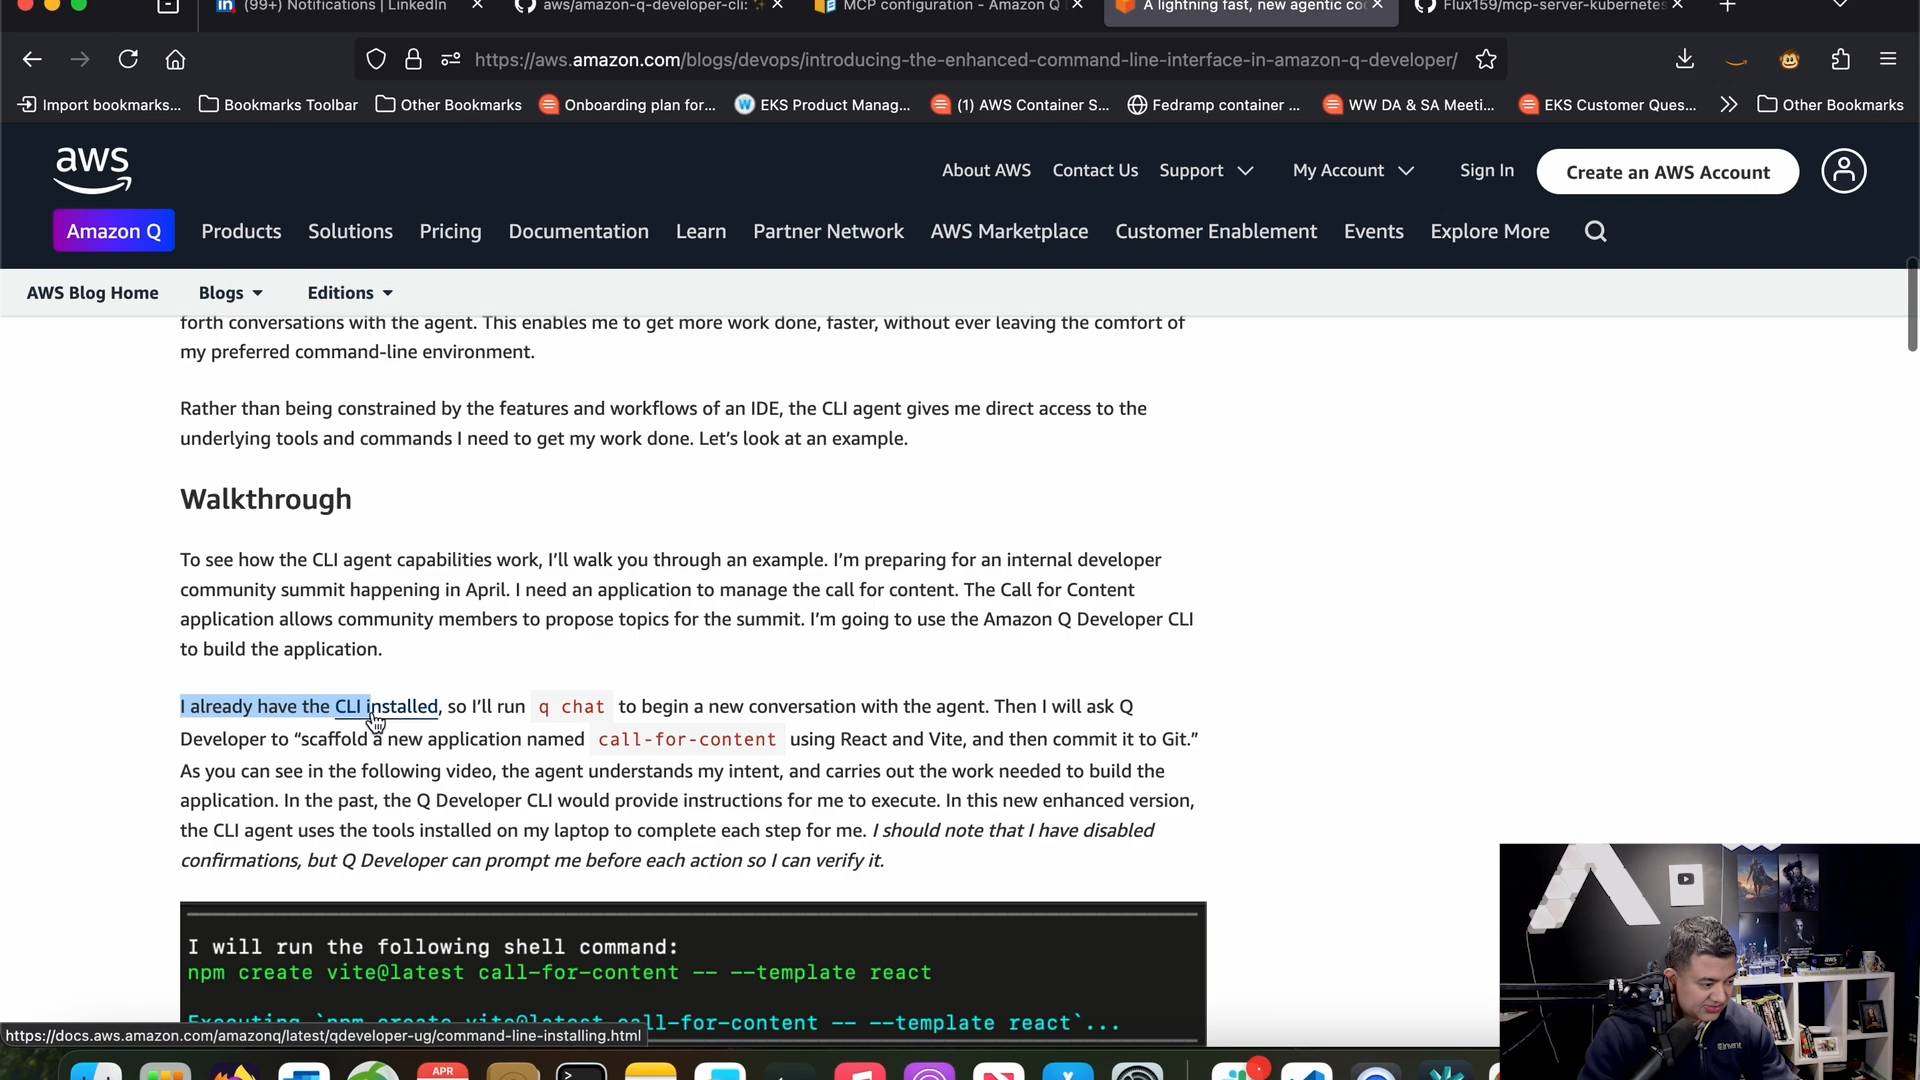 (99+) Notifications | LinkedIn
aws/amazon-q-developer-cli:
MCP configuration - Amazon Q
A lightning fast, new agentic co
Flux159/mcp-server-kubernetes
https://aws.amazon.com/blogs/devops/introducing-the-enhanced-command-line-interface-in-amazon-q-developer/
Import bookmarks...
Bookmarks Toolbar
Other Bookmarks
Onboarding plan for...
EKS Product Manag...
(1) AWS Container S...
Fedramp container ...
WW DA & SA Meeti...
EKS Customer Ques...
Other Bookmarks
aws
About AWS
Contact Us
Support
My Account
Sign In
Create an AWS Account
Amazon Q
Products
Solutions
Pricing
Documentation
Learn
Partner Network
AWS Marketplace
Customer Enablement
Events
Explore More
AWS Blog Home
Blogs
Editions
forth conversations with the agent. This enables me to get more work done, faster, without ever leaving the comfort of
my preferred command-line environment.
Rather than being constrained by the features and workflows of an IDE, the CLI agent gives me direct access to the
underlying tools and commands I need to get my work done. Let's look at an example.
Walkthrough
To see how the CLI agent capabilities work, I'll walk you through an example. I'm preparing for an internal developer
community summit happening in April. I need an application to manage the call for content. The Call for Content
application allows community members to propose topics for the summit. I'm going to use the Amazon Q Developer CLI
to build the application.
I already have the CLI installed, so I'll run q chat to begin a new conversation with the agent. Then I will ask Q
Developer to “scaffold a new application named call-for-content using React and Vite, and then commit it to Git.”
As you can see in the following video, the agent understands my intent, and carries out the work needed to build the
application. In the past, the Q Developer CLI would provide instructions for me to execute. In this new enhanced version,
the CLI agent uses the tools installed on my laptop to complete each step for me. I should note that I have disabled
confirmations, but Q Developer can prompt me before each action so I can verify it.
I will run the following shell command:
npm create vite@latest call-for-content -- --template react
Executing `npm create vite@latest call-for-content -- --template react`...
https://docs.aws.amazon.com/amazonq/latest/qdeveloper-ug/command-line-installing.html
APR